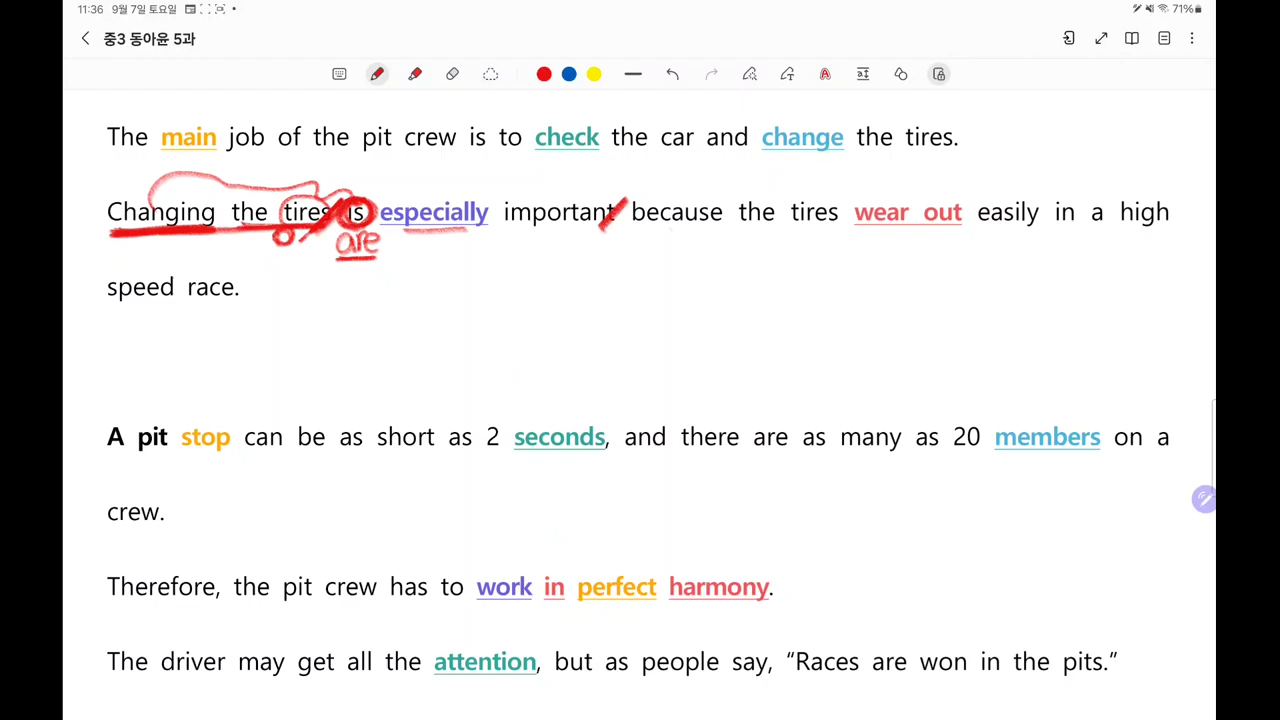 11:36 9월 7일 토요일 71%
중3 동아윤 5과
The main job of the pit crew is to check the car and change the tires.
Changing the tires is especially important because the tires wear out easily in a high
are
speed race.
A pit stop can be as short as 2 seconds, and there are as many as 20 members on a
crew.
Therefore, the pit crew has to work in perfect harmony.
The driver may get all the attention, but as people say, “Races are won in the pits.”